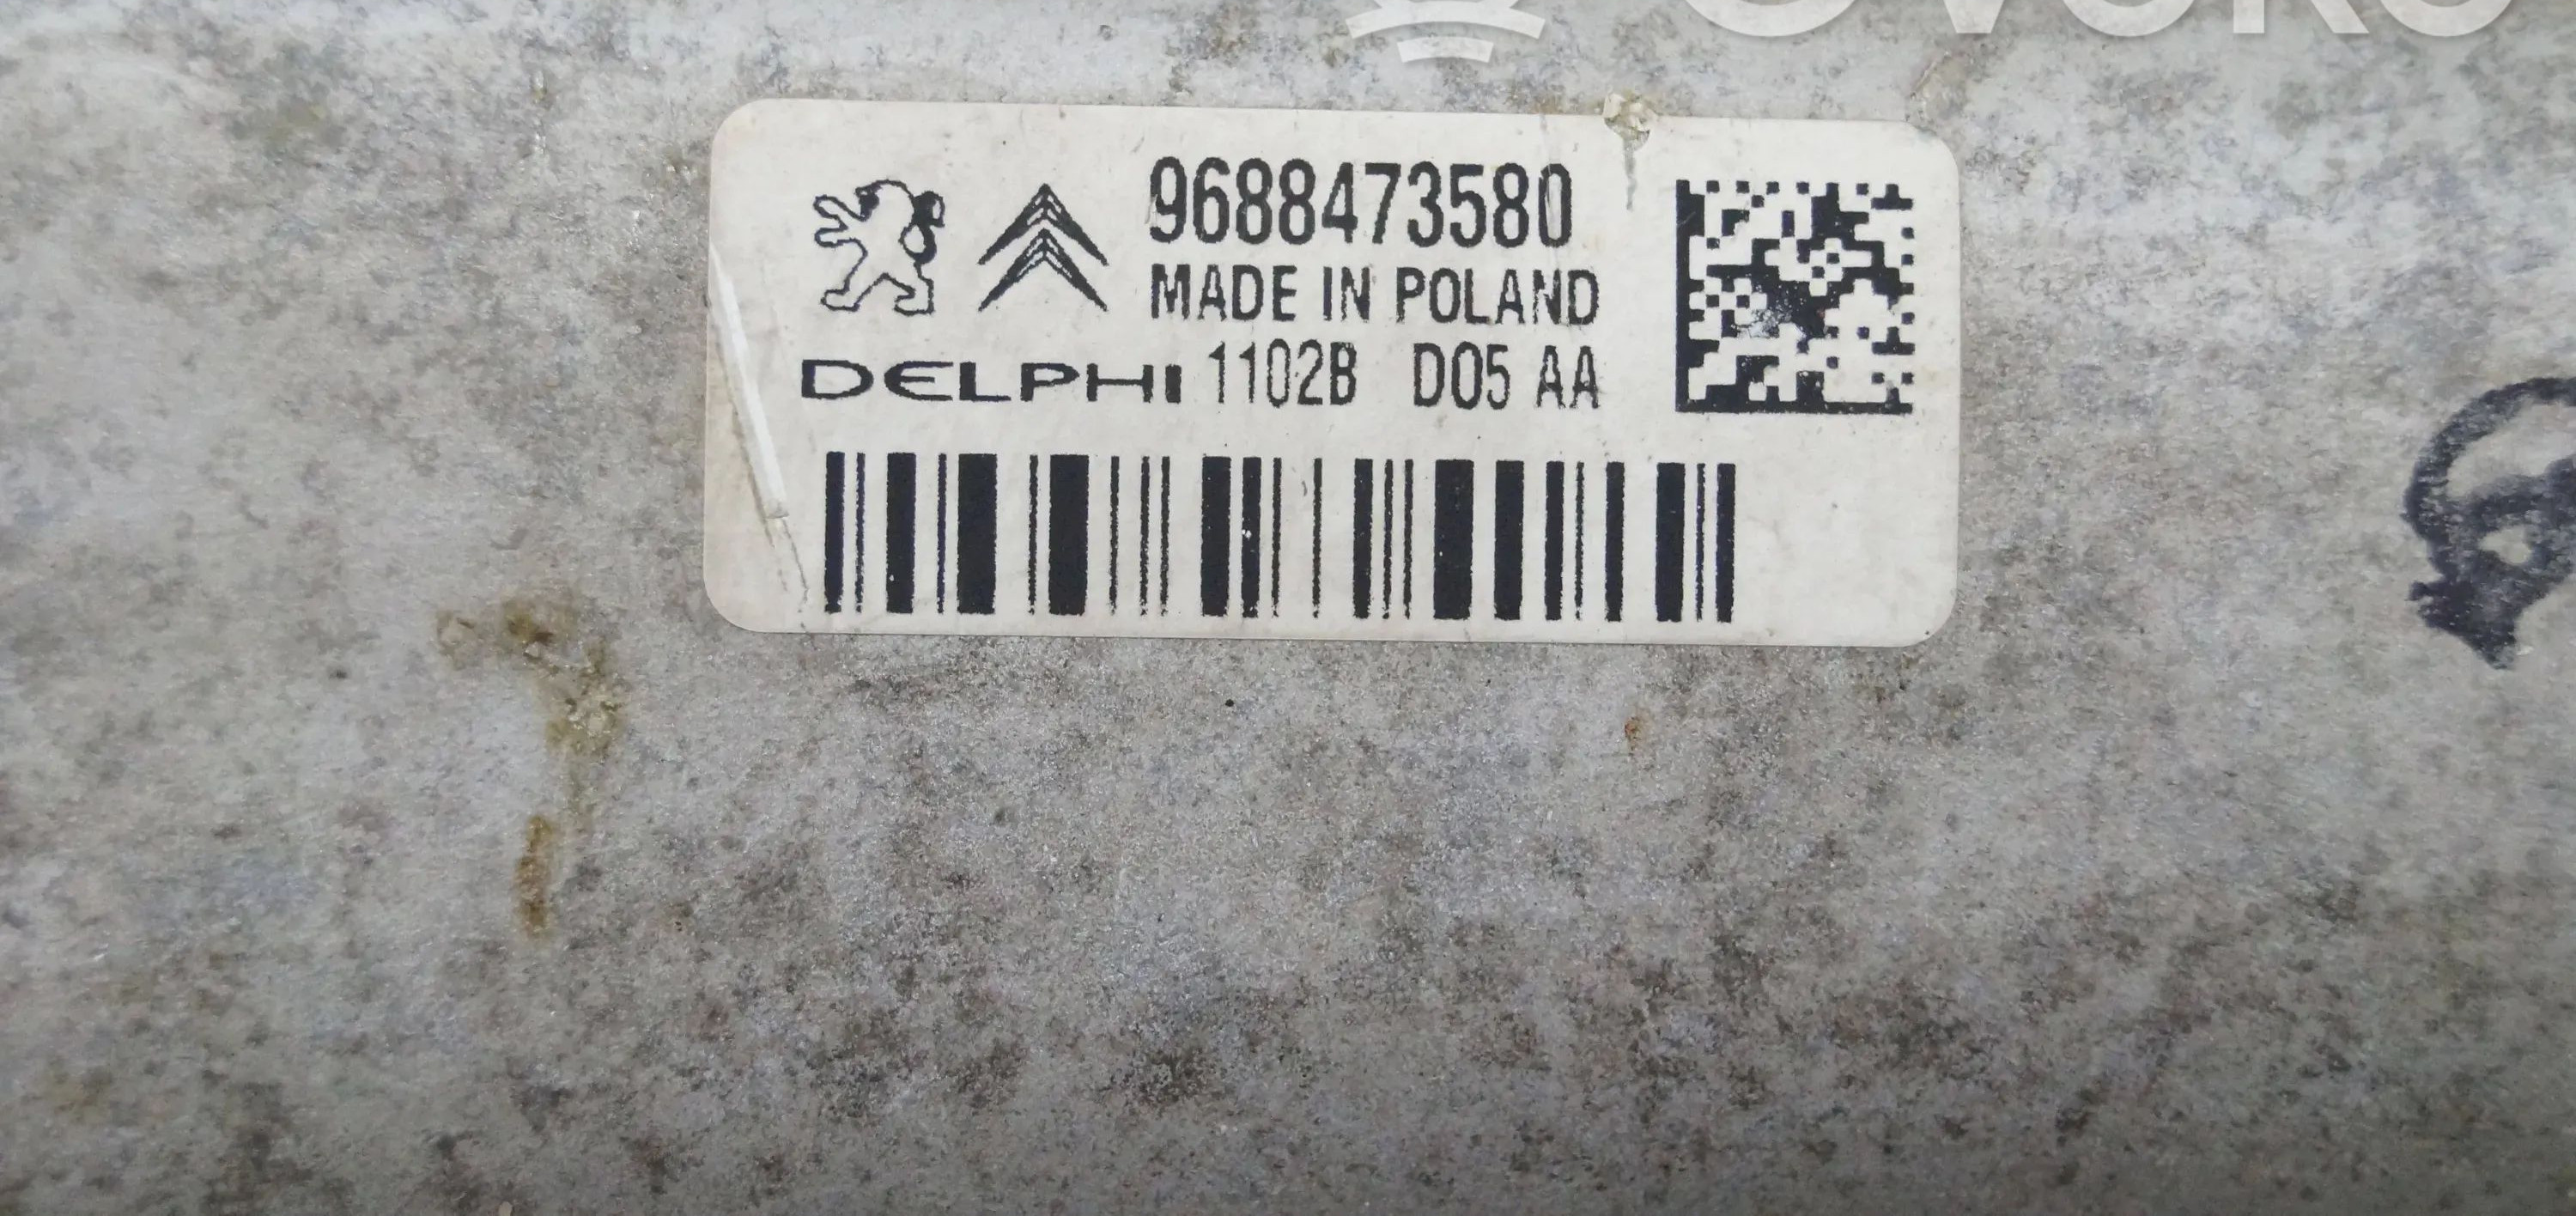 9688473580
MADE IN POLAND
DELPHI 1102B D05 AA